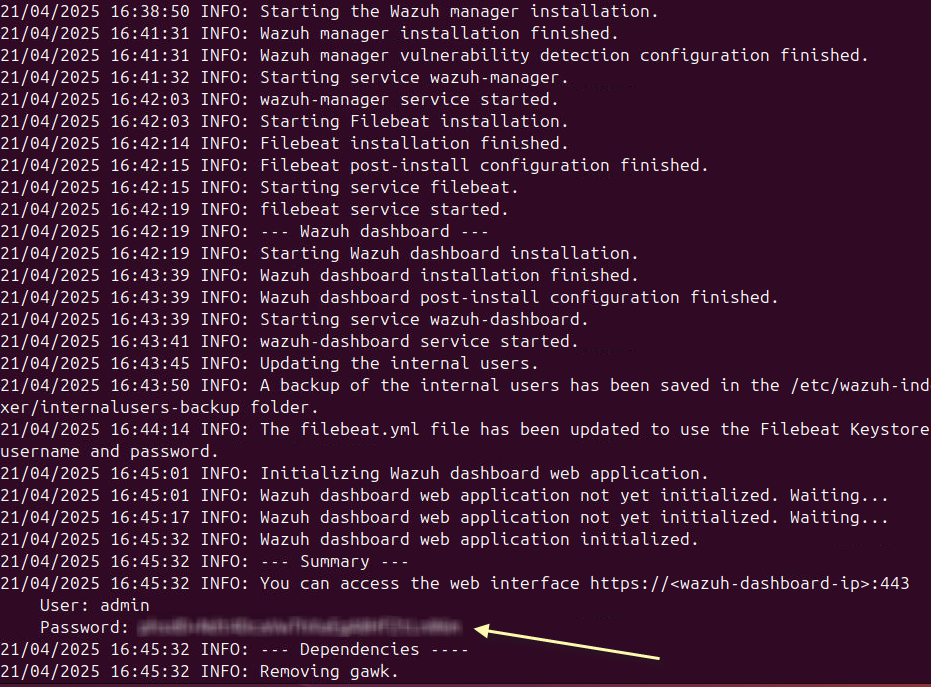 21/04/2025 16:38:50 INFO: Starting the Wazuh manager installation.
21/04/2025 16:41:31 INFO: Wazuh manager installation finished.
21/04/2025 16:41:31 INFO: Wazuh manager vulnerability detection configuration finished.
21/04/2025 16:41:32 INFO: Starting service wazuh-manager.
21/04/2025 16:42:03 INFO: wazuh-manager service started.
21/04/2025 16:42:03 INFO: Starting Filebeat installation.
21/04/2025 16:42:14 INFO: Filebeat installation finished.
21/04/2025 16:42:15 INFO: Filebeat post-install configuration finished.
21/04/2025 16:42:15 INFO: Starting service filebeat.
21/04/2025 16:42:19 INFO: filebeat service started.
21/04/2025 16:42:19 INFO: --- Wazuh dashboard ---
21/04/2025 16:42:19 INFO: Starting Wazuh dashboard installation.
21/04/2025 16:43:39 INFO: Wazuh dashboard installation finished.
21/04/2025 16:43:39 INFO: Wazuh dashboard post-install configuration finished.
21/04/2025 16:43:39 INFO: Starting service wazuh-dashboard.
21/04/2025 16:43:41 INFO: wazuh-dashboard service started.
21/04/2025 16:43:45 INFO: Updating the internal users.
21/04/2025 16:43:50 INFO: A backup of the internal users has been saved in the /etc/wazuh-ind
xer/internalusers-backup folder.
21/04/2025 16:44:14 INFO: The filebeat.yml file has been updated to use the Filebeat Keystore
username and password.
21/04/2025 16:45:01 INFO: Initializing Wazuh dashboard web application.
21/04/2025 16:45:01 INFO: Wazuh dashboard web application not yet initialized. Waiting...
21/04/2025 16:45:17 INFO: Wazuh dashboard web application not yet initialized. Waiting...
21/04/2025 16:45:32 INFO: Wazuh dashboard web application initialized.
21/04/2025 16:45:32 INFO: --- Summary ---
21/04/2025 16:45:32 INFO: You can access the web interface https://<wazuh-dashboard-ip>:443
User: admin
Password:
21/04/2025 16:45:32 INFO: --- Dependencies ----
21/04/2025 16:45:32 INFO: Removing gawk.